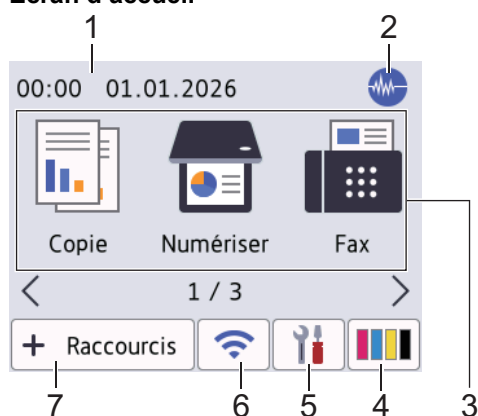 Écran d'accueil
1 2
00:00 01.01.2026
Copie Numériser Fax
3
1 / 3
+ Raccourcis
7 6 5 4